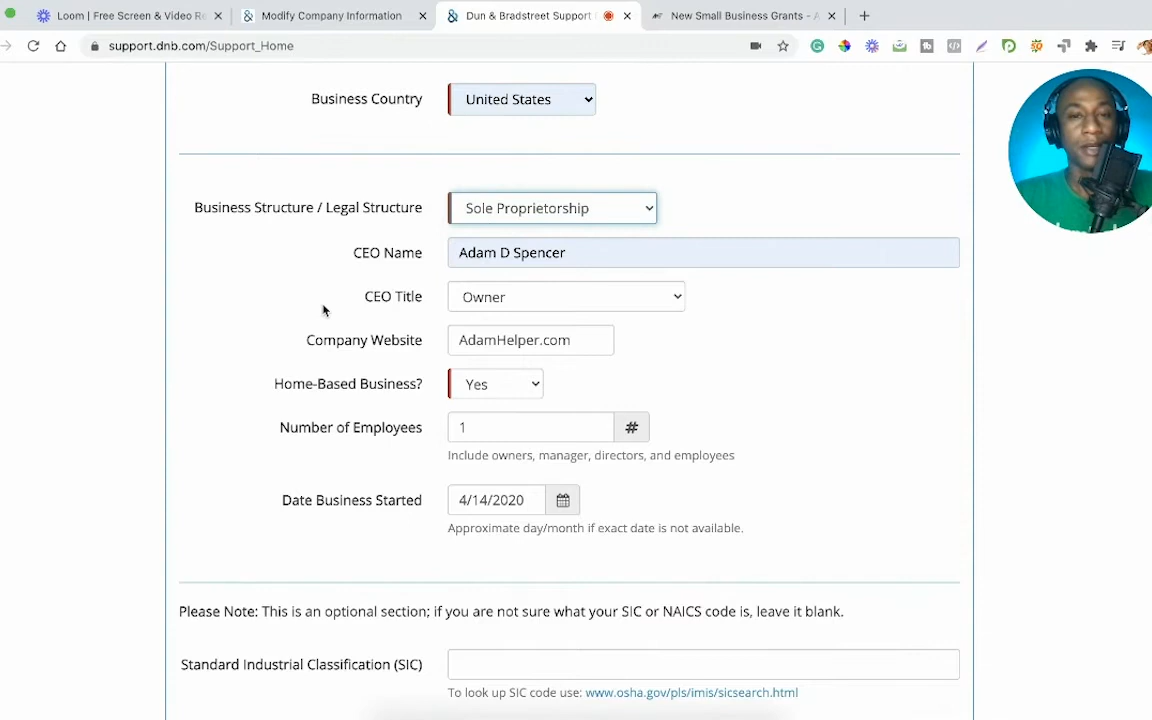 Loom | Free Screen & Video Re
Modify Company Information
Dun & Bradstreet Support
New Small Business Grants - A
support.dnb.com/Support_Home
Business Country
United States
Business Structure / Legal Structure
Sole Proprietorship
CEO Name
Adam D Spencer
CEO Title
Owner
Company Website
AdamHelper.com
Home-Based Business?
Yes
Number of Employees
1
#
Include owners, manager, directors, and employees
Date Business Started
4/14/2020
Approximate day/month if exact date is not available.
Please Note: This is an optional section; if you are not sure what your SIC or NAICS code is, leave it blank.
Standard Industrial Classification (SIC)
To look up SIC code use: www.osha.gov/pls/imis/sicsearch.html